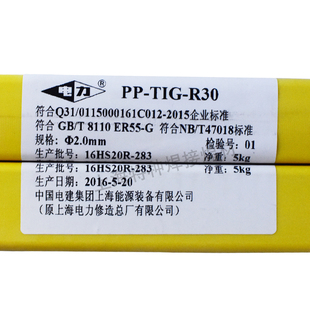 电力® PP-TIG-R30
符合Q31/0115000161C012-2015企业标准
符合 GB/T 8110 ER55-G 符合NB/T47018标准
规格：Φ2.0mm 检验号：01
生产批号：16HS20R-283 净重：5kg
生产批号：16HS20R-283 净重：5kg
生产日期：2016-5-20
中国电建集团上海能源装备有限公司
（原上海电力修造总厂有限公司）